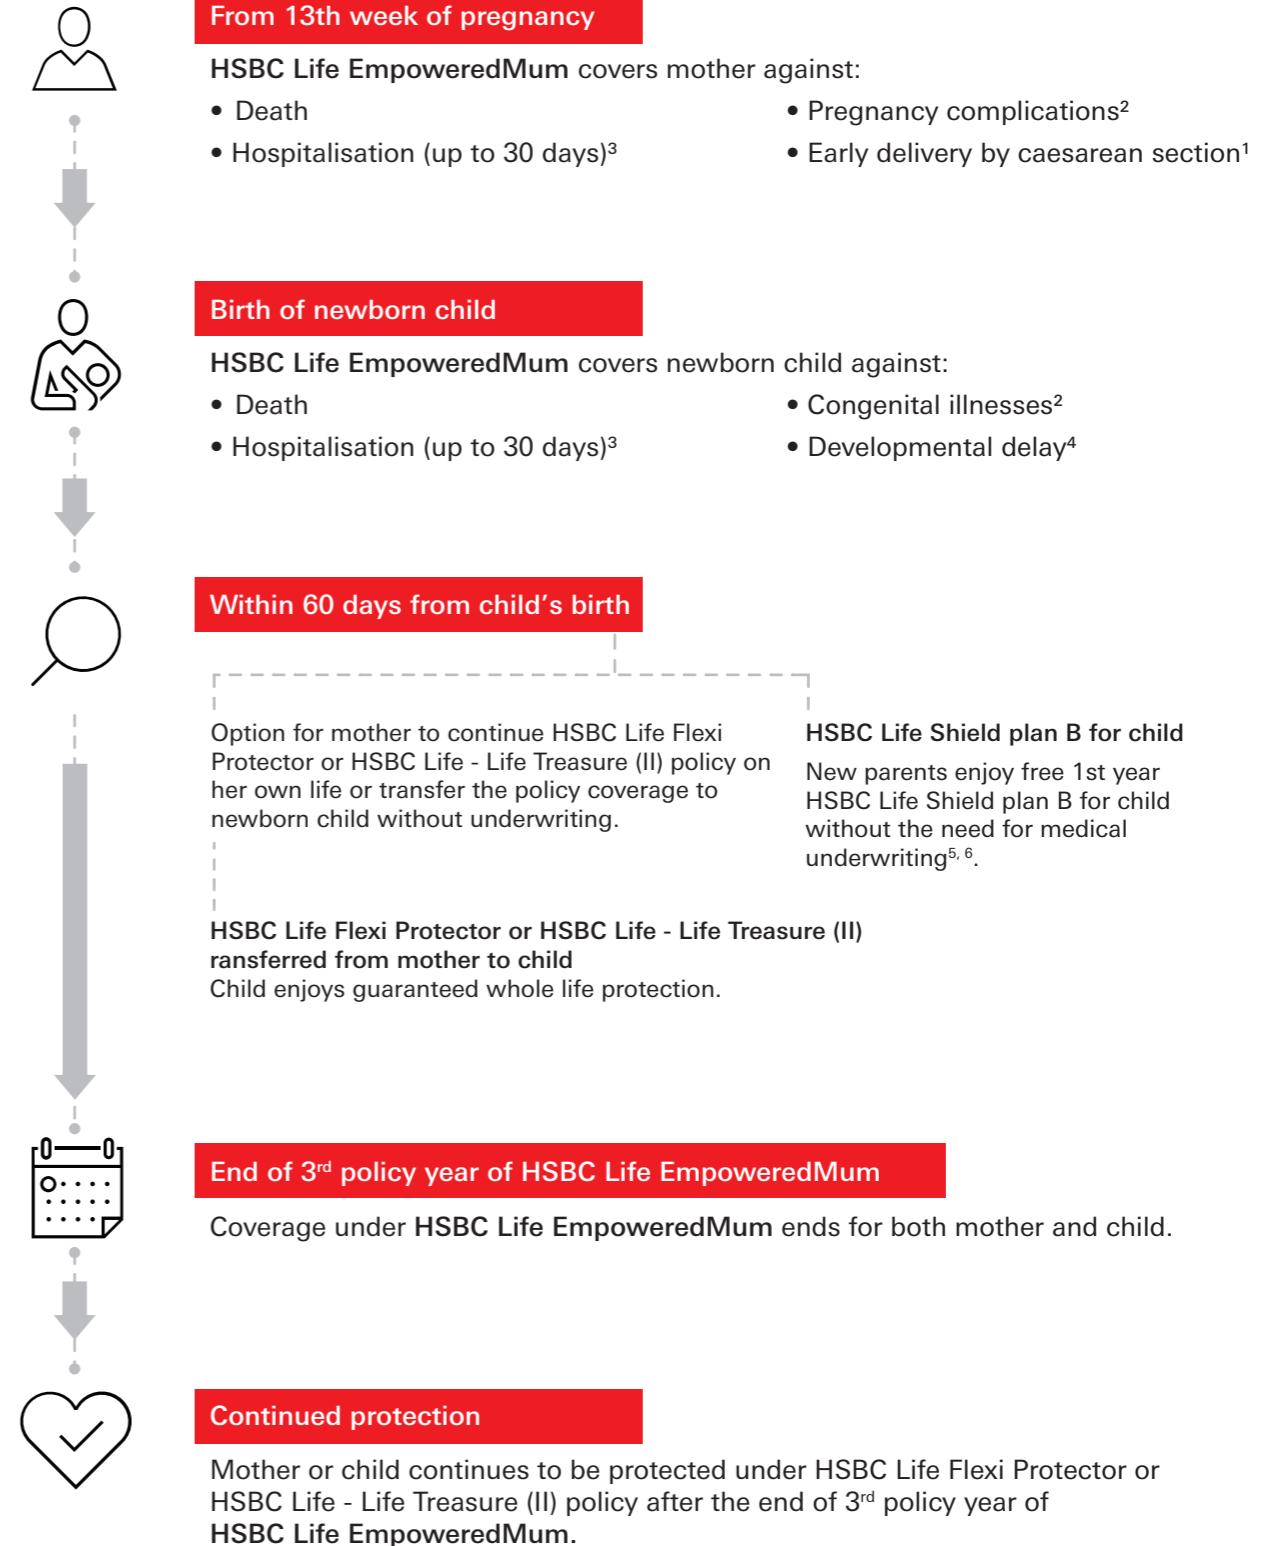 From 13th week of pregnancy
HSBC Life EmpoweredMum covers mother against:
• Death
• Hospitalisation (up to 30 days)³
• Pregnancy complications²
• Early delivery by caesarean section¹
Birth of newborn child
HSBC Life EmpoweredMum covers newborn child against:
• Death
• Hospitalisation (up to 30 days)³
• Congenital illnesses²
• Developmental delay⁴
Within 60 days from child’s birth
Option for mother to continue HSBC Life Flexi
Protector or HSBC Life - Life Treasure (II) policy on
her own life or transfer the policy coverage to
newborn child without underwriting.
HSBC Life Flexi Protector or HSBC Life - Life Treasure (II)
ransferred from mother to child
Child enjoys guaranteed whole life protection.
HSBC Life Shield plan B for child
New parents enjoy free 1st year
HSBC Life Shield plan B for child
without the need for medical
underwriting⁵, ⁶.
End of 3rd policy year of HSBC Life EmpoweredMum
Coverage under HSBC Life EmpoweredMum ends for both mother and child.
Continued protection
Mother or child continues to be protected under HSBC Life Flexi Protector or
HSBC Life - Life Treasure (II) policy after the end of 3rd policy year of
HSBC Life EmpoweredMum.